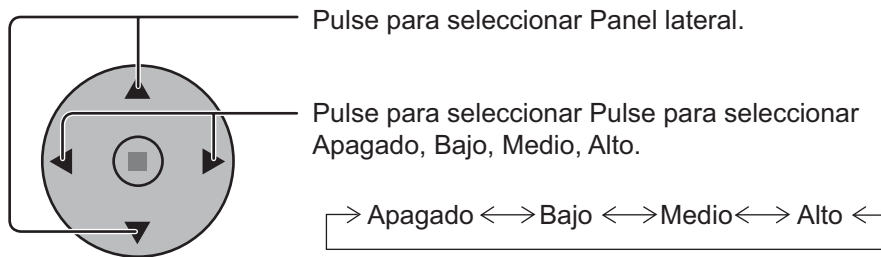 Pulse para seleccionar Panel lateral.
Pulse para seleccionar Pulse para seleccionar
Apagado, Bajo, Medio, Alto.
Apagado Bajo Medio Alto